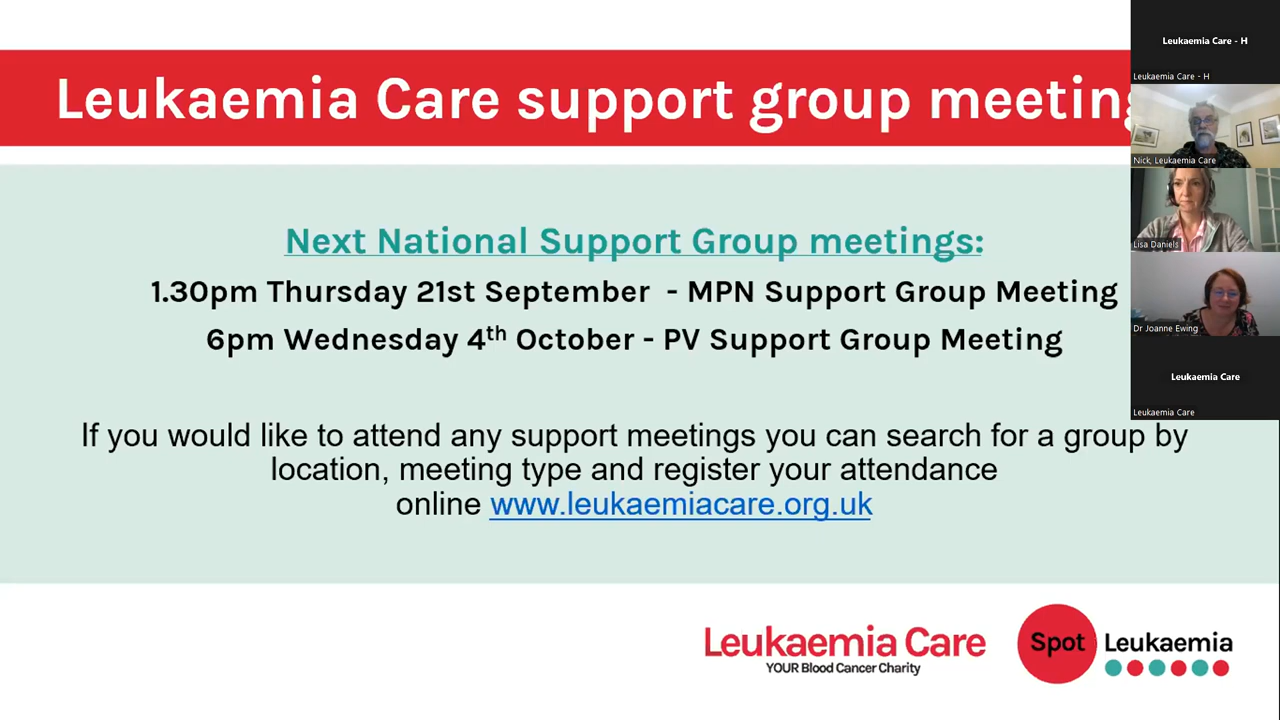 Leukaemia Care support group meeting
Next National Support Group meetings:
1.30pm Thursday 21st September - MPN Support Group Meeting
6pm Wednesday 4th October - PV Support Group Meeting
If you would like to attend any support meetings you can search for a group by
location, meeting type and register your attendance
online www.leukaemiacare.org.uk
Leukaemia Care
YOUR Blood Cancer Charity
Spot Leukaemia
Leukaemia Care - H
Leukaemia Care - H
Nick, Leukaemia Care
Lisa Daniels
Dr Joanne Ewing
Leukaemia Care
Leukaemia Care